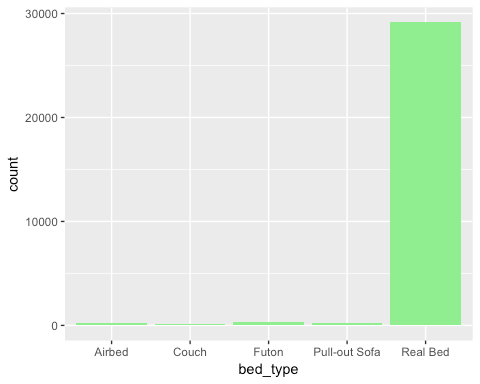 30000
20000
10000
0
count
Airbed Couch Futon Pull-out Sofa Real Bed
bed_type